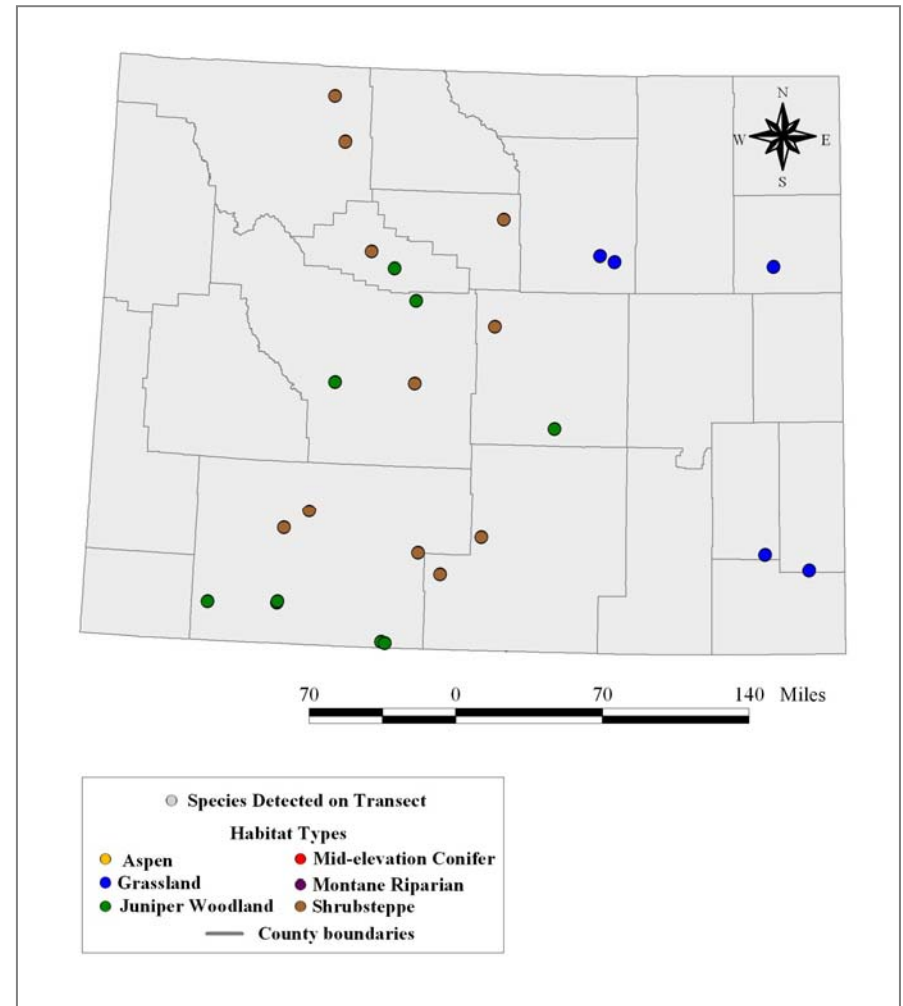 N
W E
S
70 0 70 140 Miles
Species Detected on Transect
Habitat Types
Aspen Mid-elevation Conifer
Grassland Montane Riparian
Juniper Woodland Shrubsteppe
County boundaries